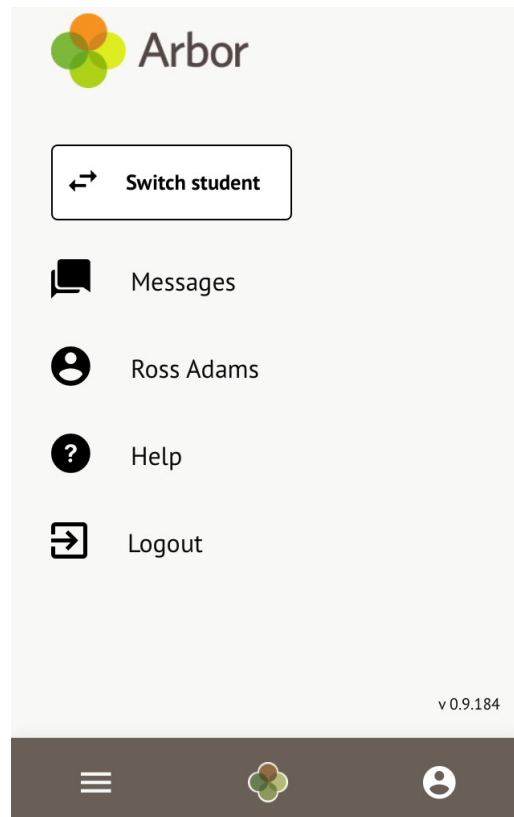 Arbor
Switch student
Messages
Ross Adams
?
Help
Logout
v 0.9.184